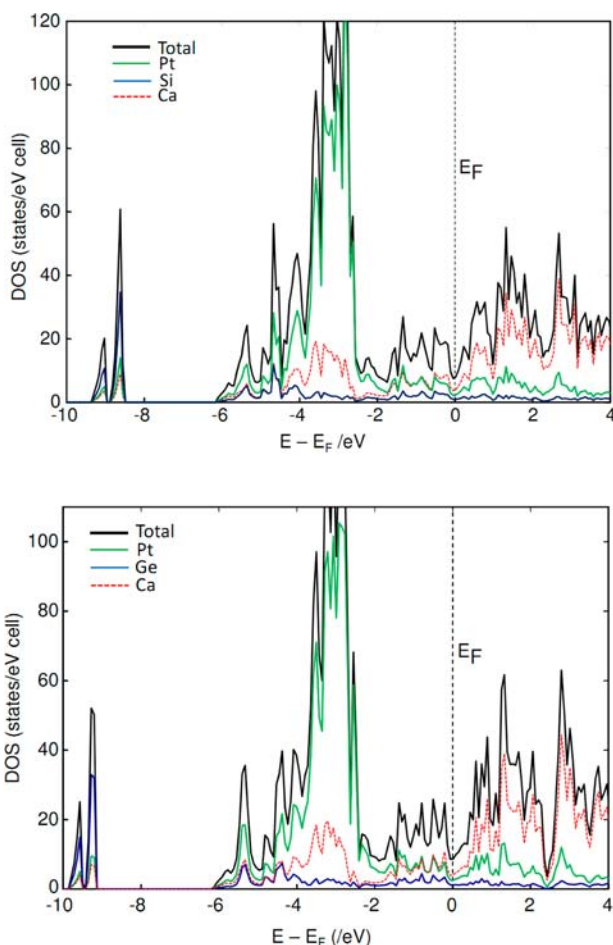 120
100
80
60
40
20
0
DOS (states/eV cell)
Total
Pt
Si
Ca
E_F
-10
-8
-6
-4
-2
0
2
4
E – E_F /eV
100
80
60
40
20
0
DOS (states/eV cell)
Total
Pt
Ge
Ca
E_F
-10
-8
-6
-4
-2
0
2
4
E – E_F (/eV)